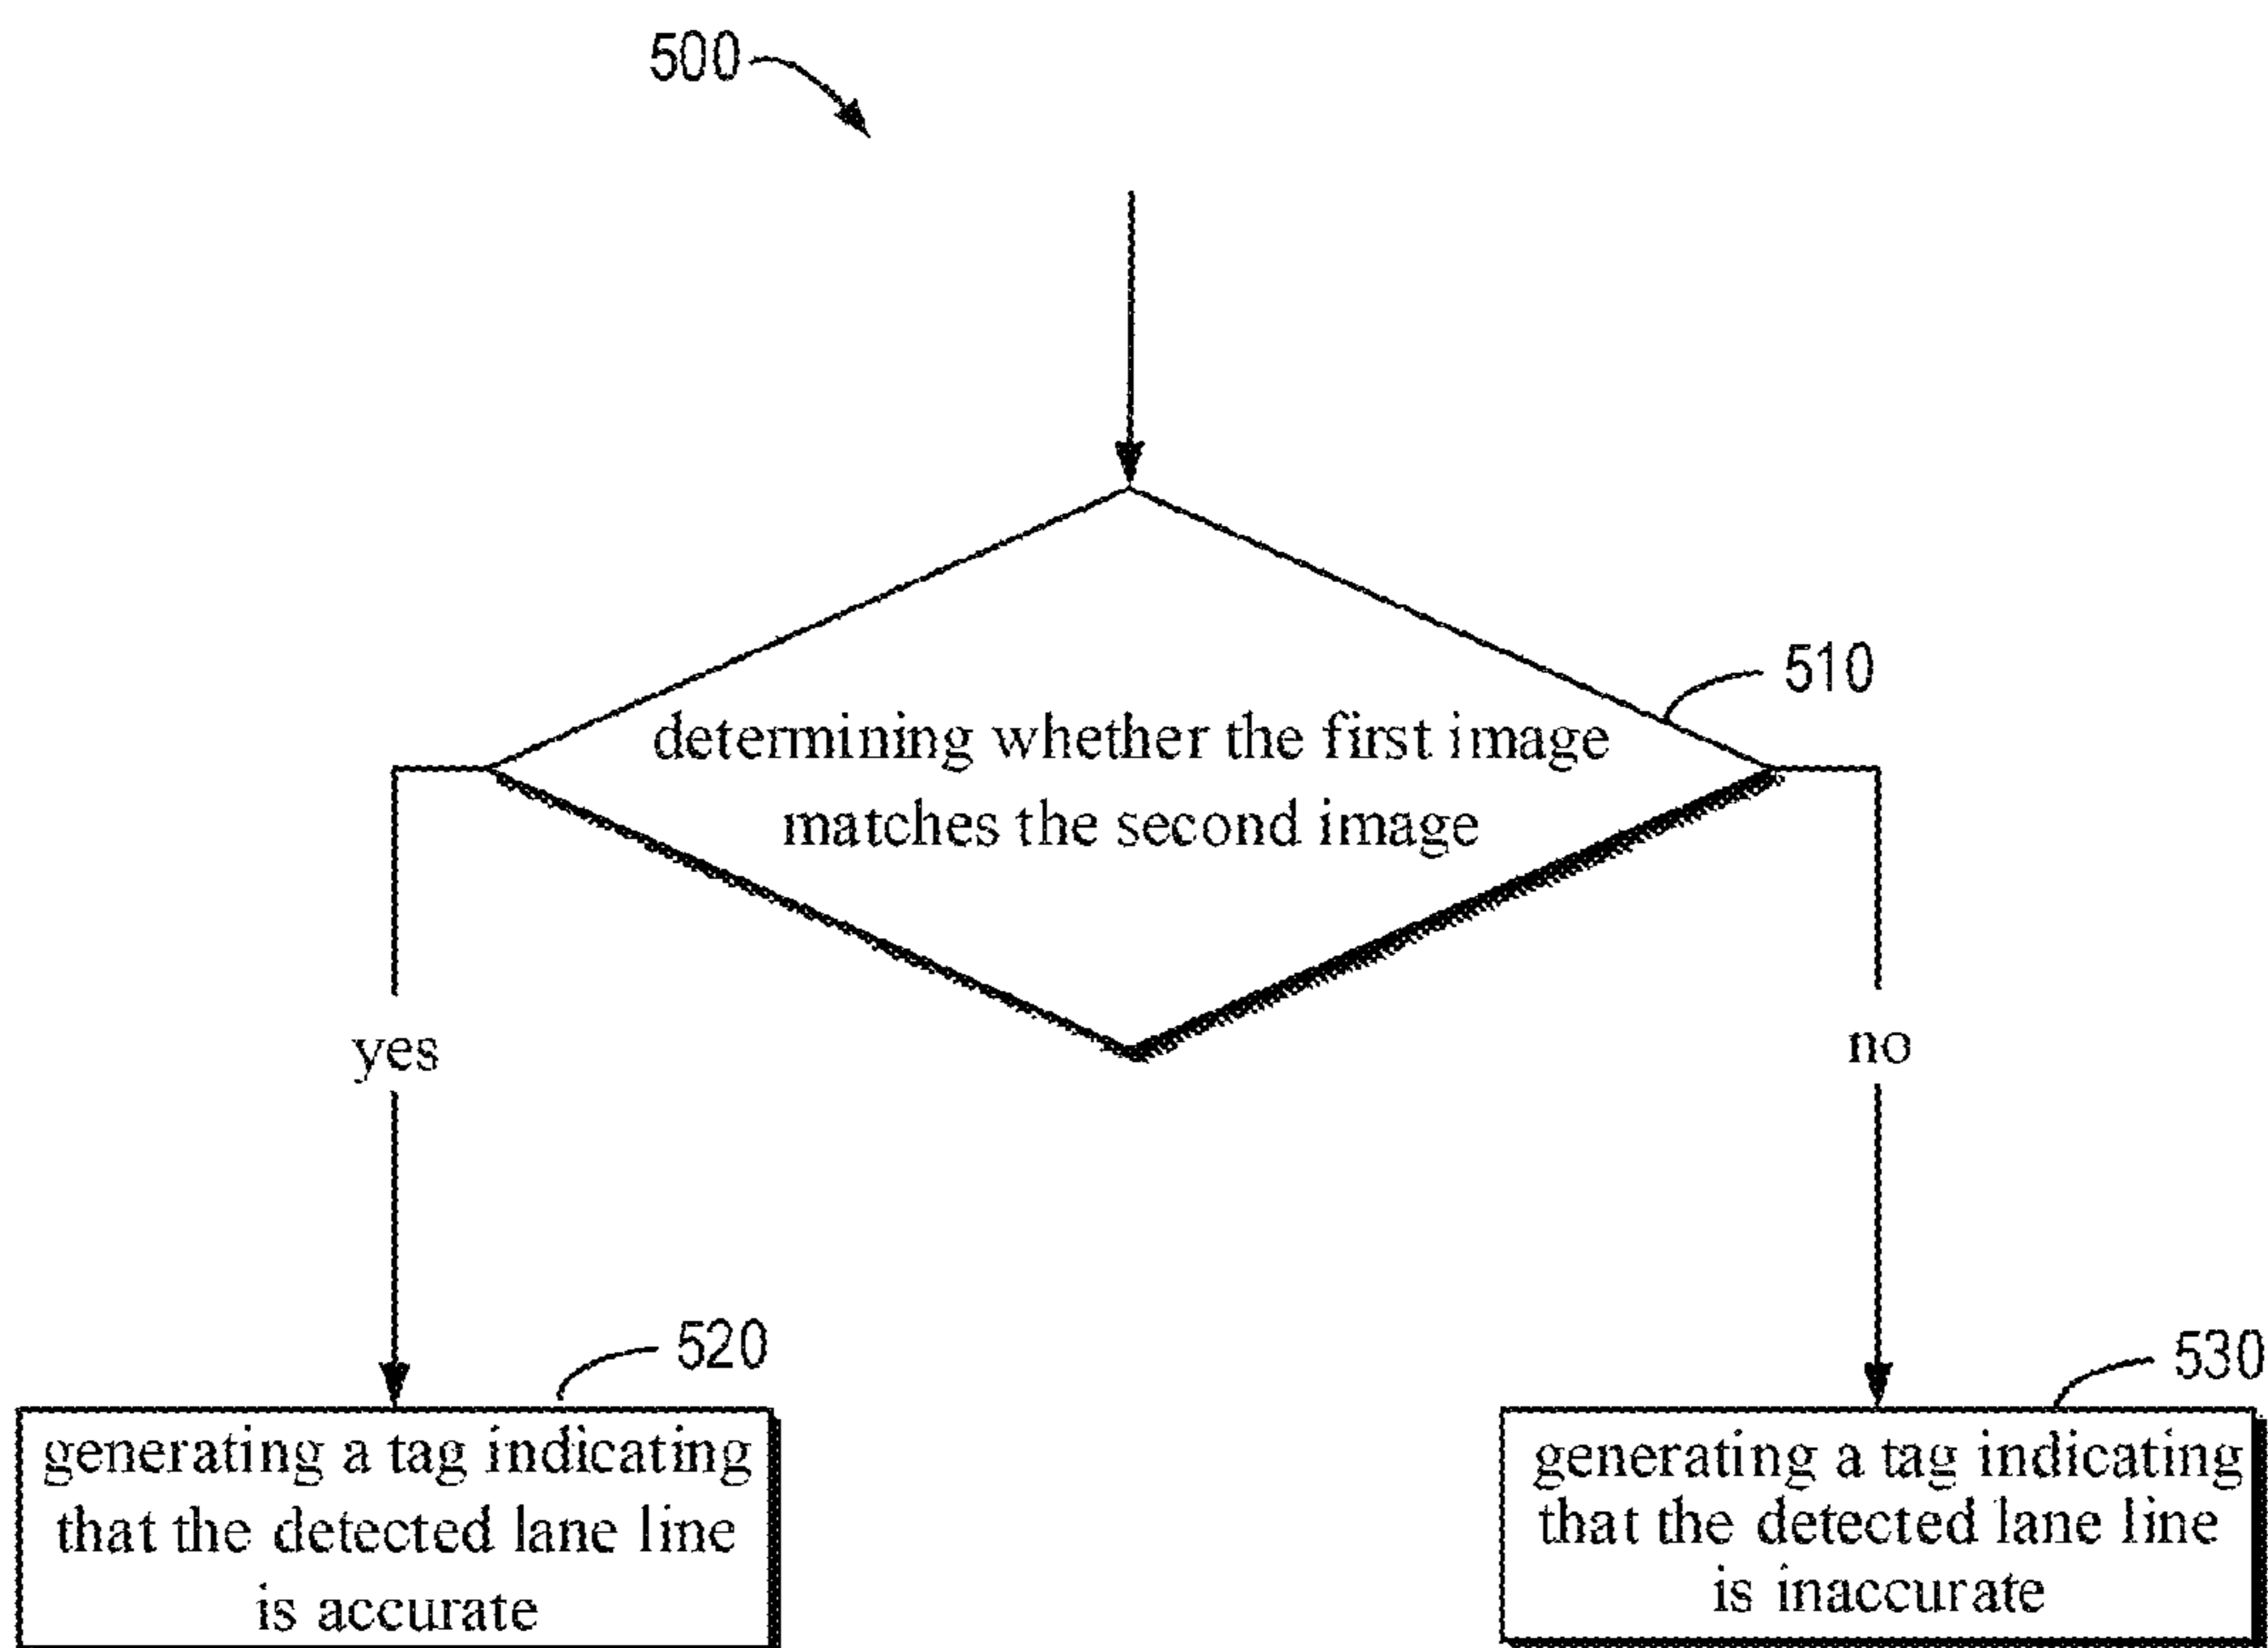 500
510
determining whether the first image
matches the second image
yes
no
520
530
generating a tag indicating
that the detected lane line
is accurate
generating a tag indicating
that the detected lane line
is inaccurate